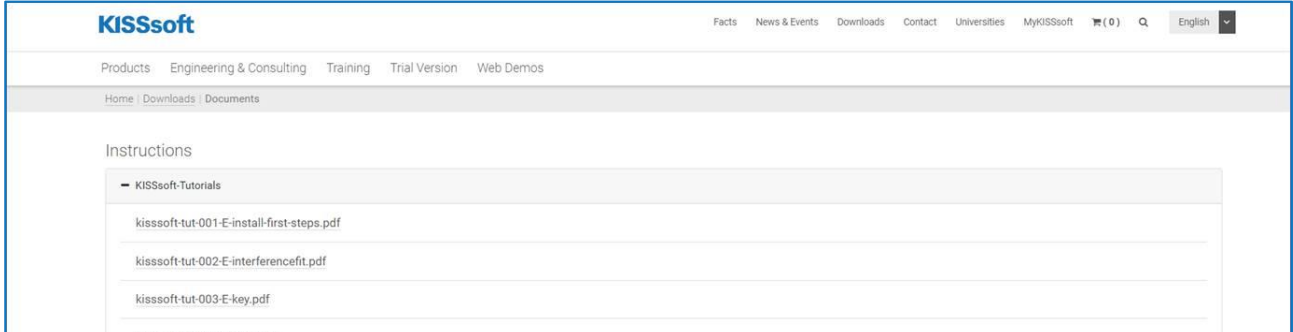 KISSsoft
Facts News & Events Downloads Contact Universities MyKISSsoft ( 0 ) English
Products Engineering & Consulting Training Trial Version Web Demos
Home | Downloads | Documents
Instructions
KISSsoft-Tutorials
kisssoft-tut-001-E-install-first-steps.pdf
kisssoft-tut-002-E-interferencefit.pdf
kisssoft-tut-003-E-key.pdf